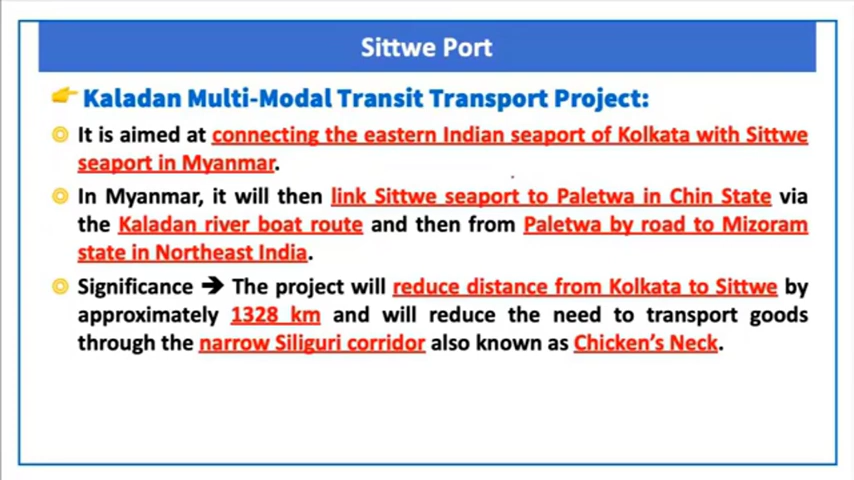 Sittwe Port
Kaladan Multi-Modal Transit Transport Project:
It is aimed at connecting the eastern Indian seaport of Kolkata with Sittwe
seaport in Myanmar.
In Myanmar, it will then link Sittwe seaport to Paletwa in Chin State via
the Kaladan river boat route and then from Paletwa by road to Mizoram
state in Northeast India.
Significance ➔ The project will reduce distance from Kolkata to Sittwe by
approximately 1328 km and will reduce the need to transport goods
through the narrow Siliguri corridor also known as Chicken's Neck.